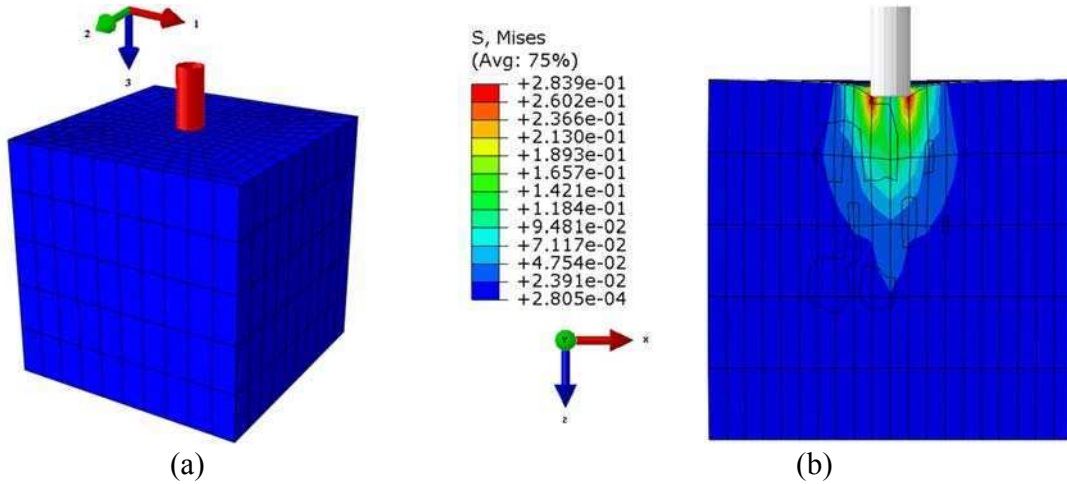 1
2
3
S, Mises
(Avg: 75%)
+2.839e-01
+2.602e-01
+2.366e-01
+2.130e-01
+1.893e-01
+1.657e-01
+1.421e-01
+1.184e-01
+9.481e-02
+7.117e-02
+4.754e-02
+2.391e-02
+2.805e-04
Y
X
Z
(a)
(b)